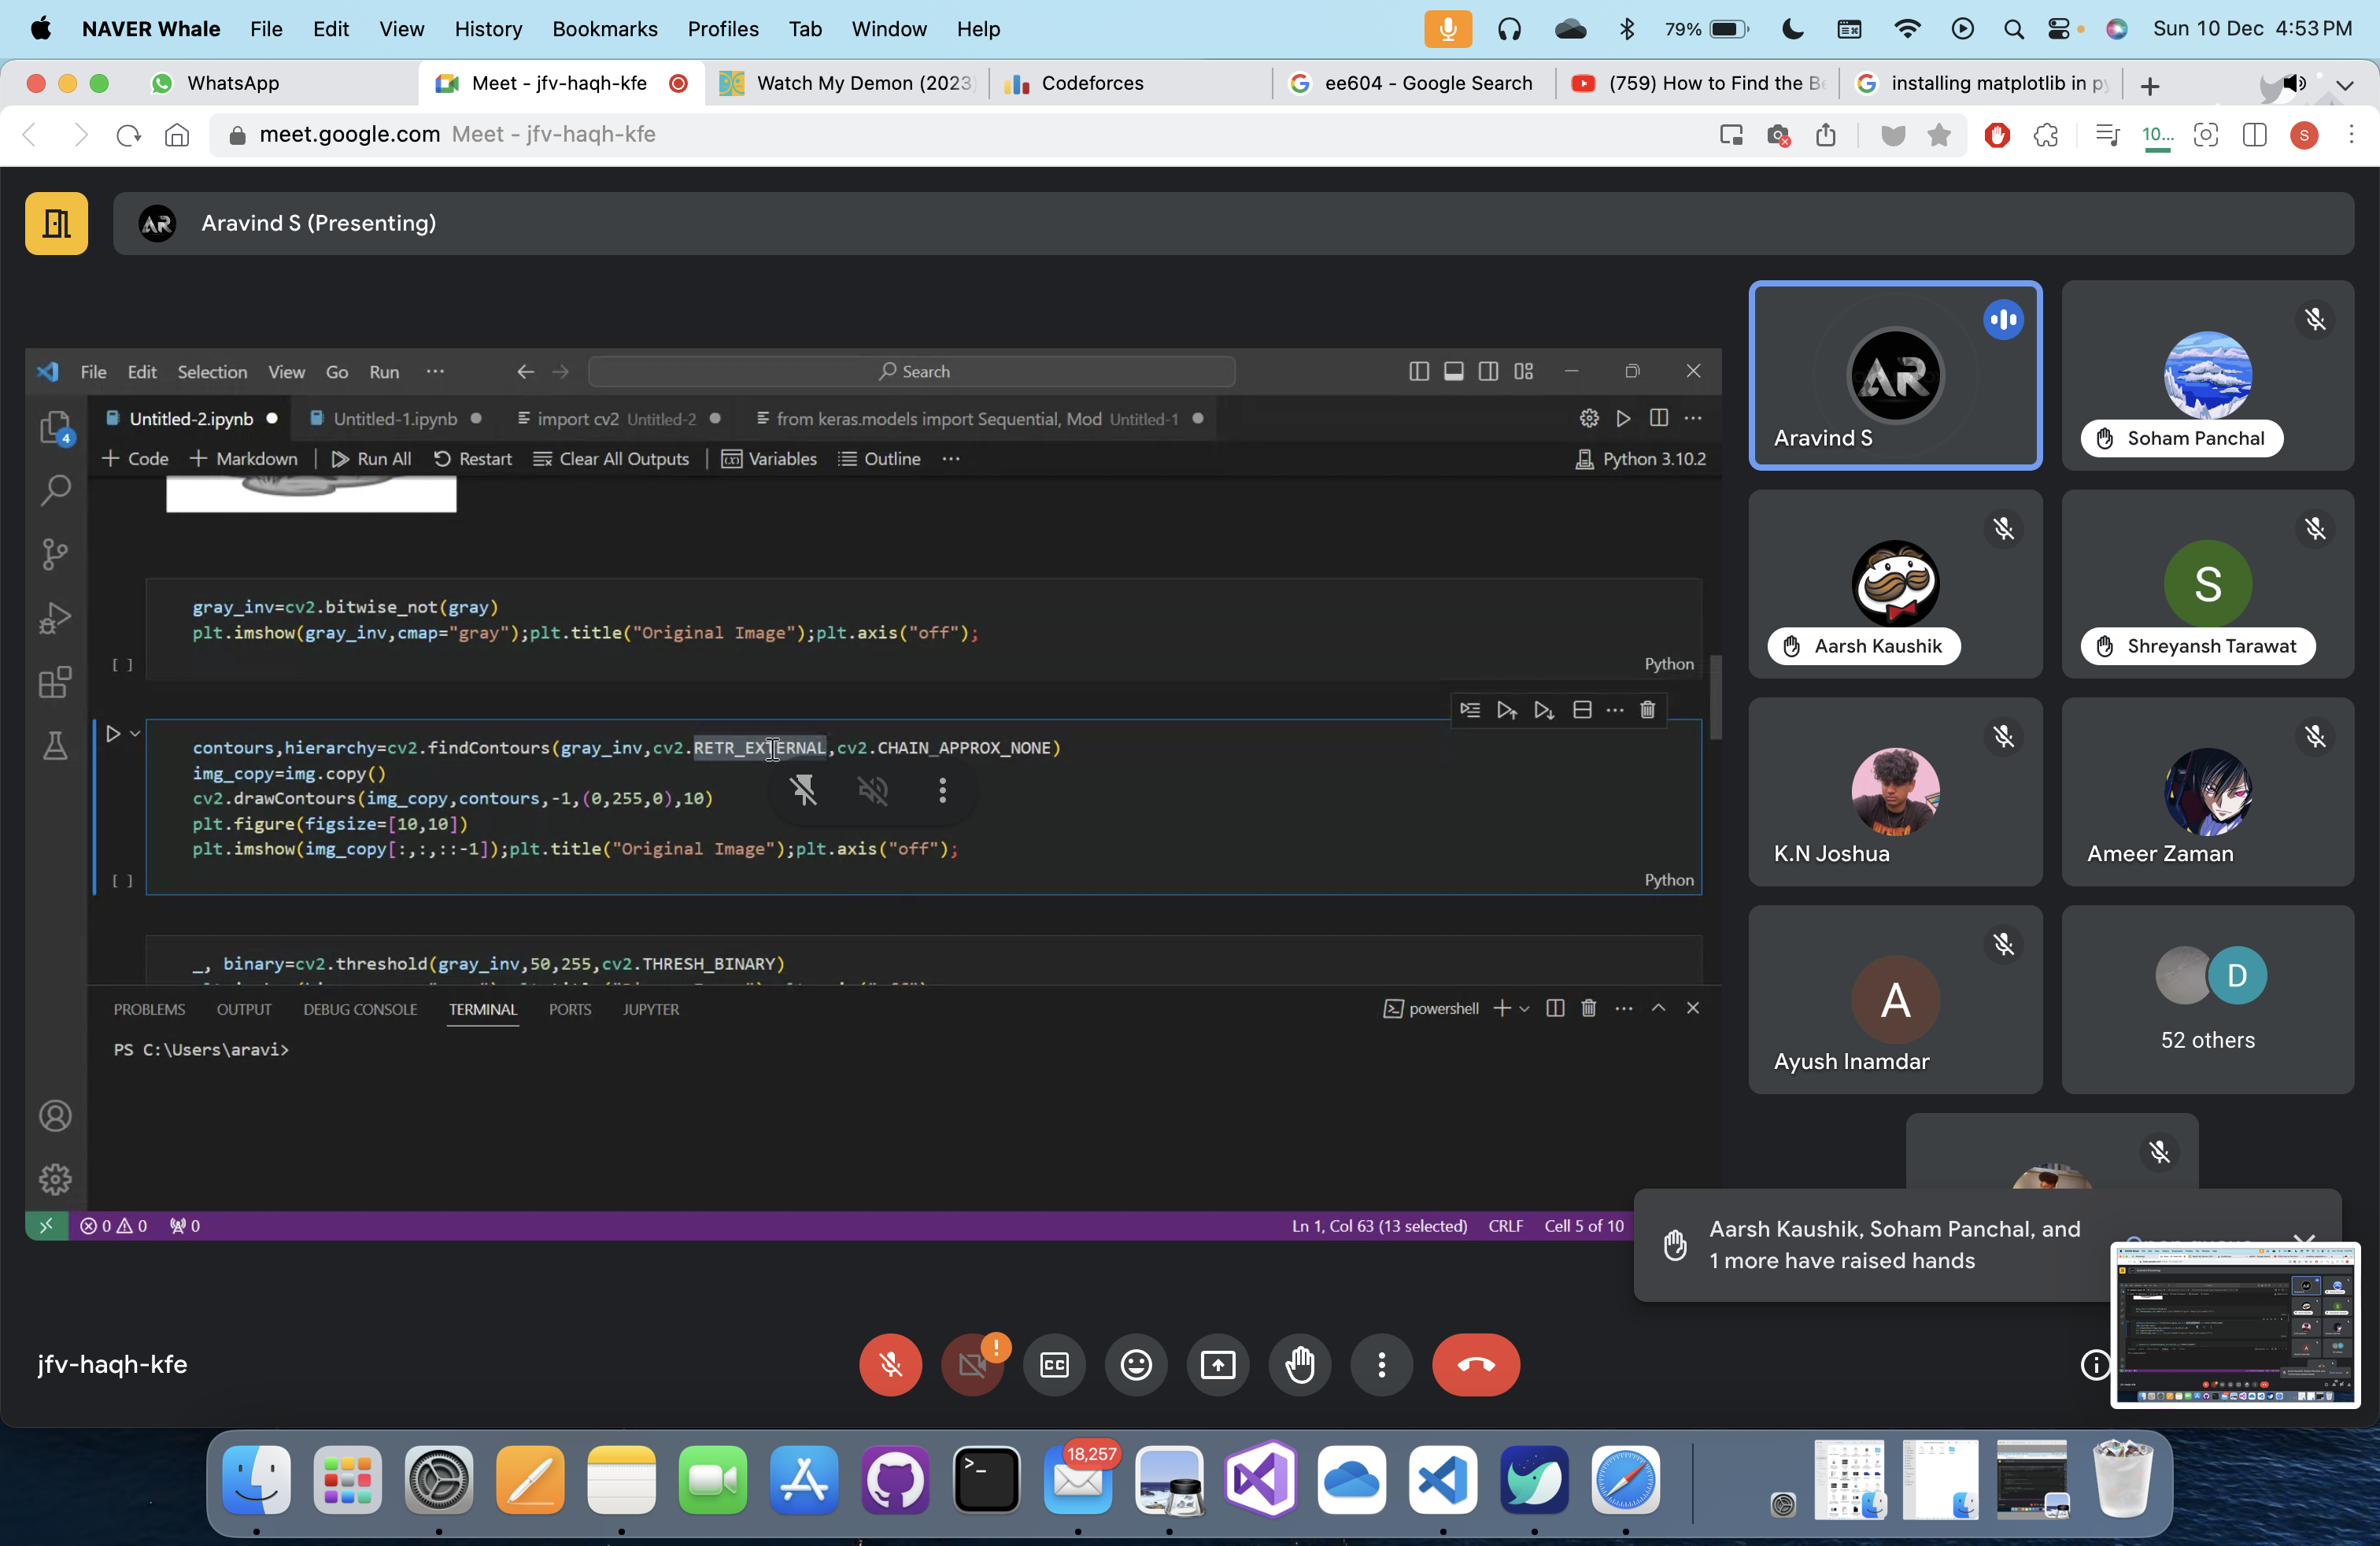 NAVER Whale File Edit View History Bookmarks Profiles Tab Window Help 79% Sun 10 Dec 4:53 PM
WhatsApp Meet - jfv-haqh-kfe Watch My Demon (2023) Codeforces ee604 - Google Search (759) How to Find the installing matplotlib in
meet.google.com Meet - jfv-haqh-kfe 10... S
AR Aravind S (Presenting)
File Edit Selection View Go Run ··· Search
4 Untitled-2.ipynb Untitled-1.ipynb import cv2 Untitled-2 from keras.models import Sequential, Mod Untitled-1
+ Code + Markdown Run All Restart Clear All Outputs Variables Outline ··· Python 3.10.2
gray_inv=cv2.bitwise_not(gray)
plt.imshow(gray_inv,cmap="gray");plt.title("Original Image");plt.axis("off");
[ ] Python
contours,hierarchy=cv2.findContours(gray_inv,cv2.RETR_EXTERNAL,cv2.CHAIN_APPROX_NONE)
img_copy=img.copy()
cv2.drawContours(img_copy,contours,-1,(0,255,0),10)
plt.figure(figsize=[10,10])
plt.imshow(img_copy[:,:,::-1]);plt.title("Original Image");plt.axis("off");
[ ] Python
_, binary=cv2.threshold(gray_inv,50,255,cv2.THRESH_BINARY)
PROBLEMS OUTPUT DEBUG CONSOLE TERMINAL PORTS JUPYTER powershell
PS C:\Users\aravi>
0 0 0 Ln 1, Col 63 (13 selected) CRLF Cell 5 of 10
AR
Aravind S
Soham Panchal
Aarsh Kaushik
S
Shreyansh Tarawat
K.N Joshua
Ameer Zaman
A
Ayush Inamdar
D
52 others
Aarsh Kaushik, Soham Panchal, and
1 more have raised hands
jfv-haqh-kfe
!
CC
18,257